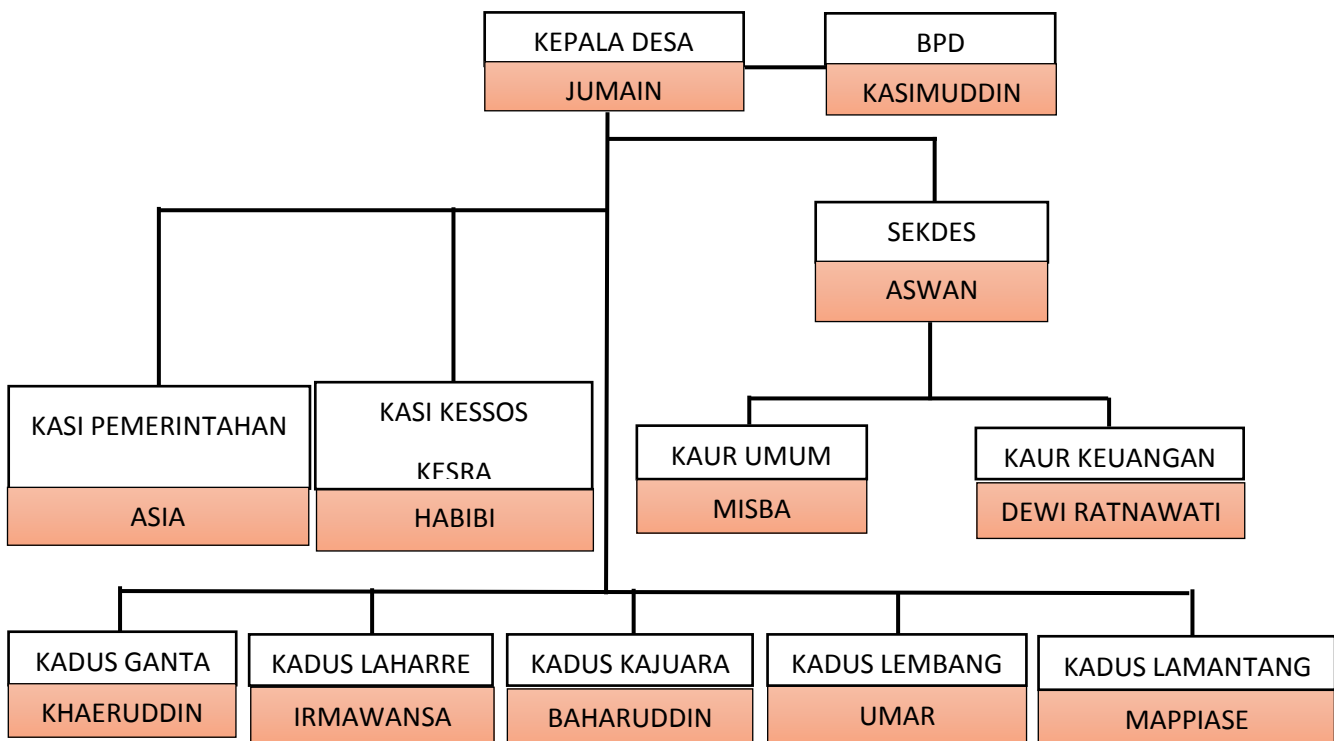 KEPALA DESA
JUMAIN
BPD
KASIMUDDIN
SEKDES
ASWAN
KASI PEMERINTAHAN
ASIA
KASI KESSOS
KESRA
HABIBI
KAUR UMUM
MISBA
KAUR KEUANGAN
DEWI RATNAWATI
KADUS GANTA
KHAERUDDIN
KADUS LAHARRE
IRMAWANSA
KADUS KAJUARA
BAHARUDDIN
KADUS LEMBANG
UMAR
KADUS LAMANTANG
MAPPIASE